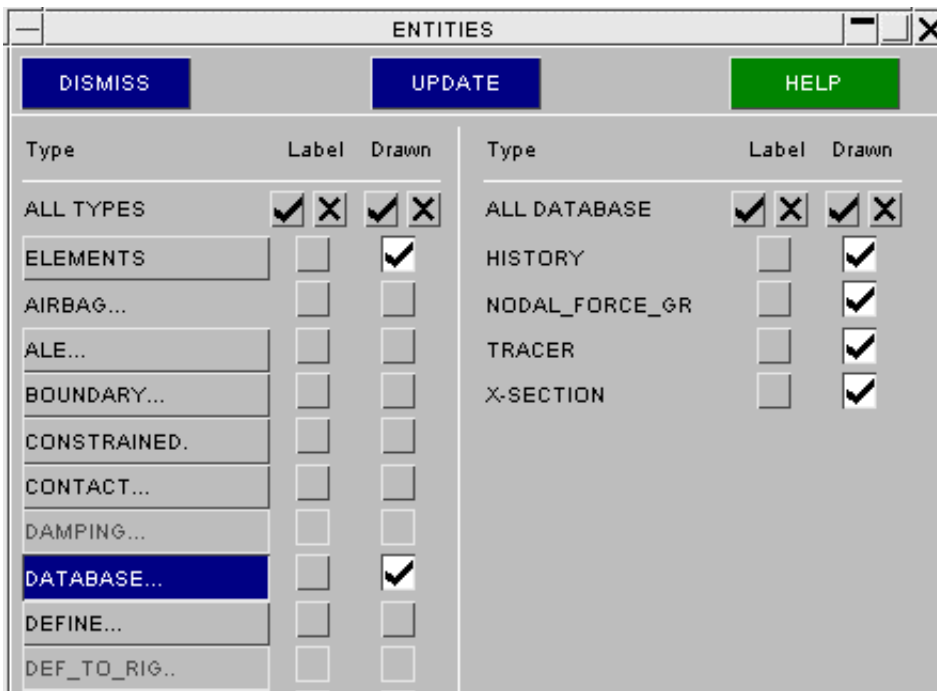 ENTITIES
DISMISS UPDATE HELP
Type Label Drawn
ALL TYPES
ELEMENTS
AIRBAG...
ALE...
BOUNDARY...
CONSTRAINED.
CONTACT...
DAMPING...
DATABASE...
DEFINE...
DEF_TO_RIG..
Type Label Drawn
ALL DATABASE
HISTORY
NODAL_FORCE_GR
TRACER
X-SECTION